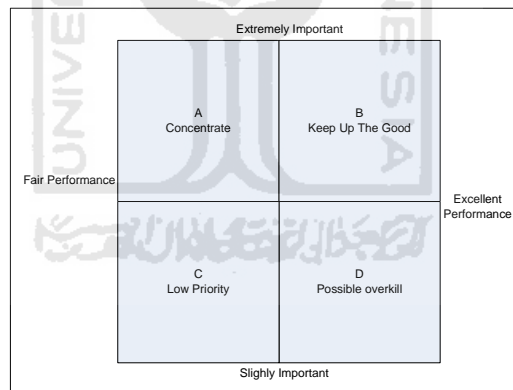 Extremely Important
A
Concentrate
B
Keep Up The Good
Fair Performance
Excellent
Performance
C
Low Priority
D
Possible overkill
Slighly Important